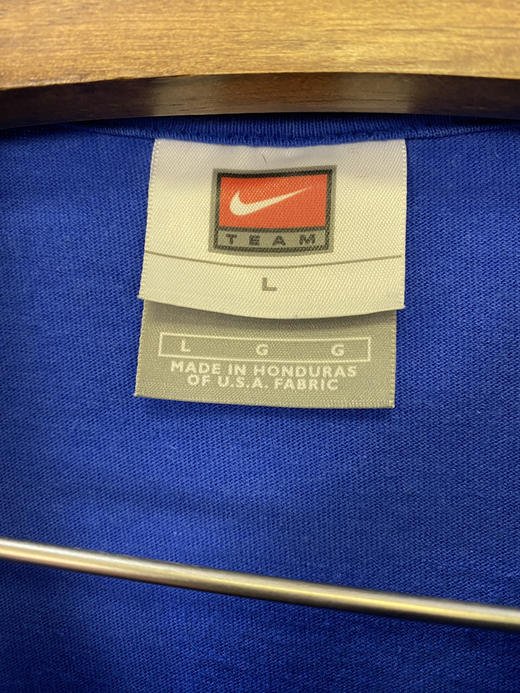 TEAM
L
L G G
MADE IN HONDURAS
OF U.S.A. FABRIC